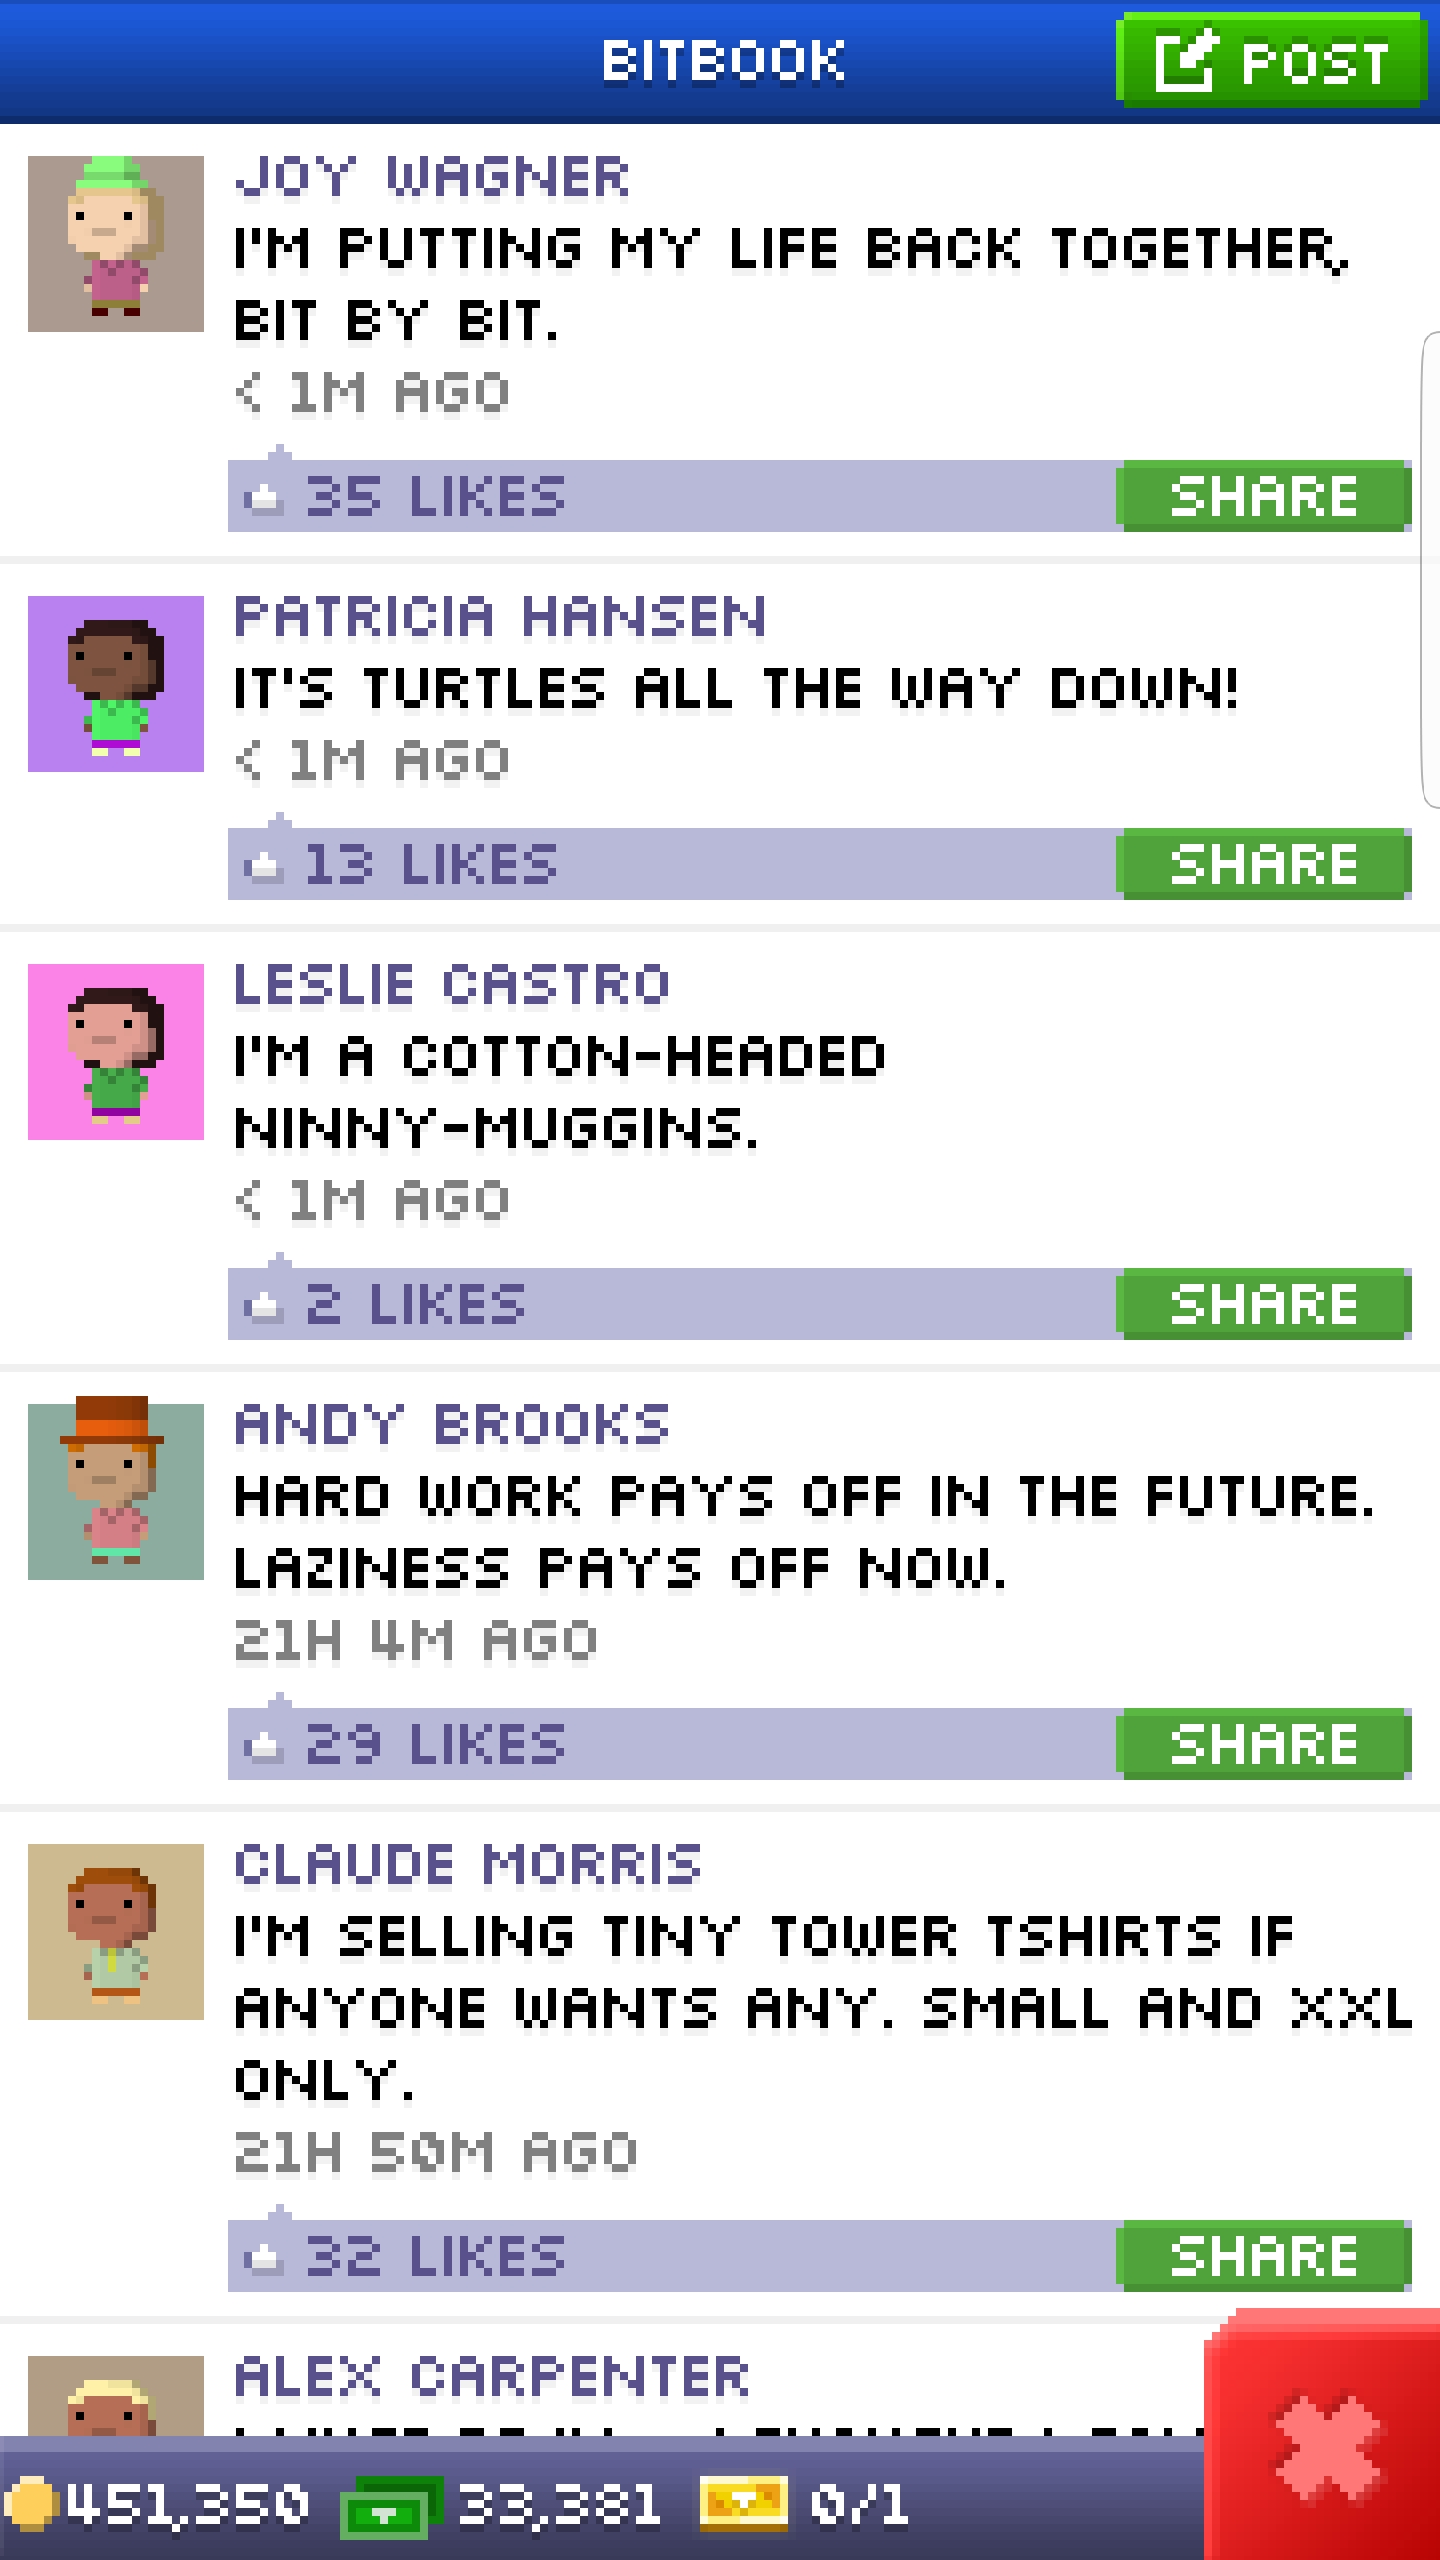 BITBOOK
POST
JOY WAGNER
I'M PUTTING MY LIFE BACK TOGETHER,
BIT BY BIT.
< 1M AGO
35 LIKES
SHARE
PATRICIA HANSEN
IT'S TURTLES ALL THE WAY DOWN!
< 1M AGO
13 LIKES
SHARE
LESLIE CASTRO
I'M A COTTON-HEADED
NINNY-MUGGINS.
< 1M AGO
2 LIKES
SHARE
ANDY BROOKS
HARD WORK PAYS OFF IN THE FUTURE.
LAZINESS PAYS OFF NOW.
21H 4M AGO
29 LIKES
SHARE
CLAUDE MORRIS
I'M SELLING TINY TOWER TSHIRTS IF
ANYONE WANTS ANY. SMALL AND XXL
ONLY.
21H 50M AGO
32 LIKES
SHARE
ALEX CARPENTER
451,350 33,381 0/1